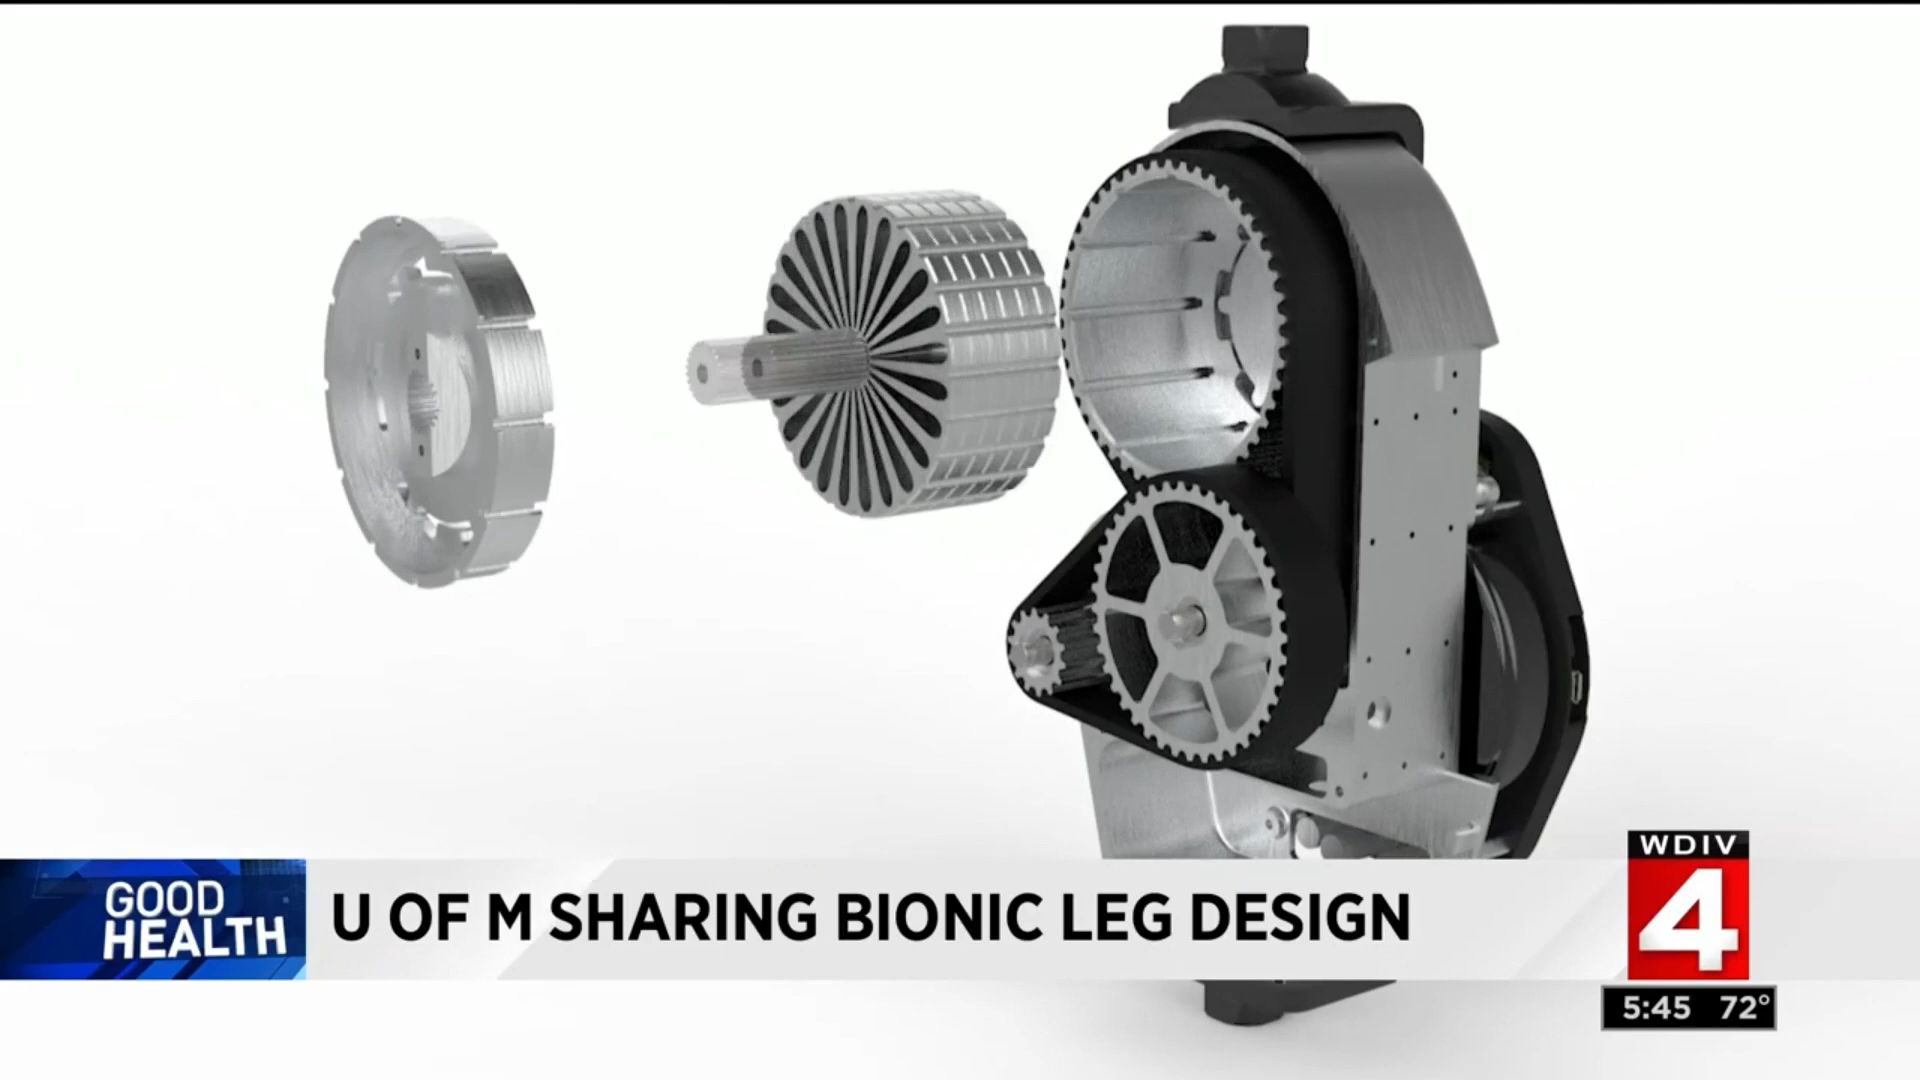 GOOD
HEALTH
U OF M SHARING BIONIC LEG DESIGN
WDIV
4
5:45 72°